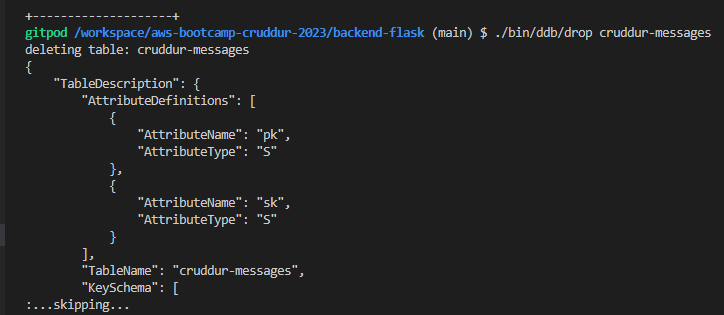 +--------------------+
gitpod /workspace/aws-bootcamp-cruddur-2023/backend-flask (main) $ ./bin/ddb/drop cruddur-messages
deleting table: cruddur-messages
{
    "TableDescription": {
        "AttributeDefinitions": [
            {
                "AttributeName": "pk",
                "AttributeType": "S"
            },
            {
                "AttributeName": "sk",
                "AttributeType": "S"
            }
        ],
        "TableName": "cruddur-messages",
        "KeySchema": [
:...skipping...